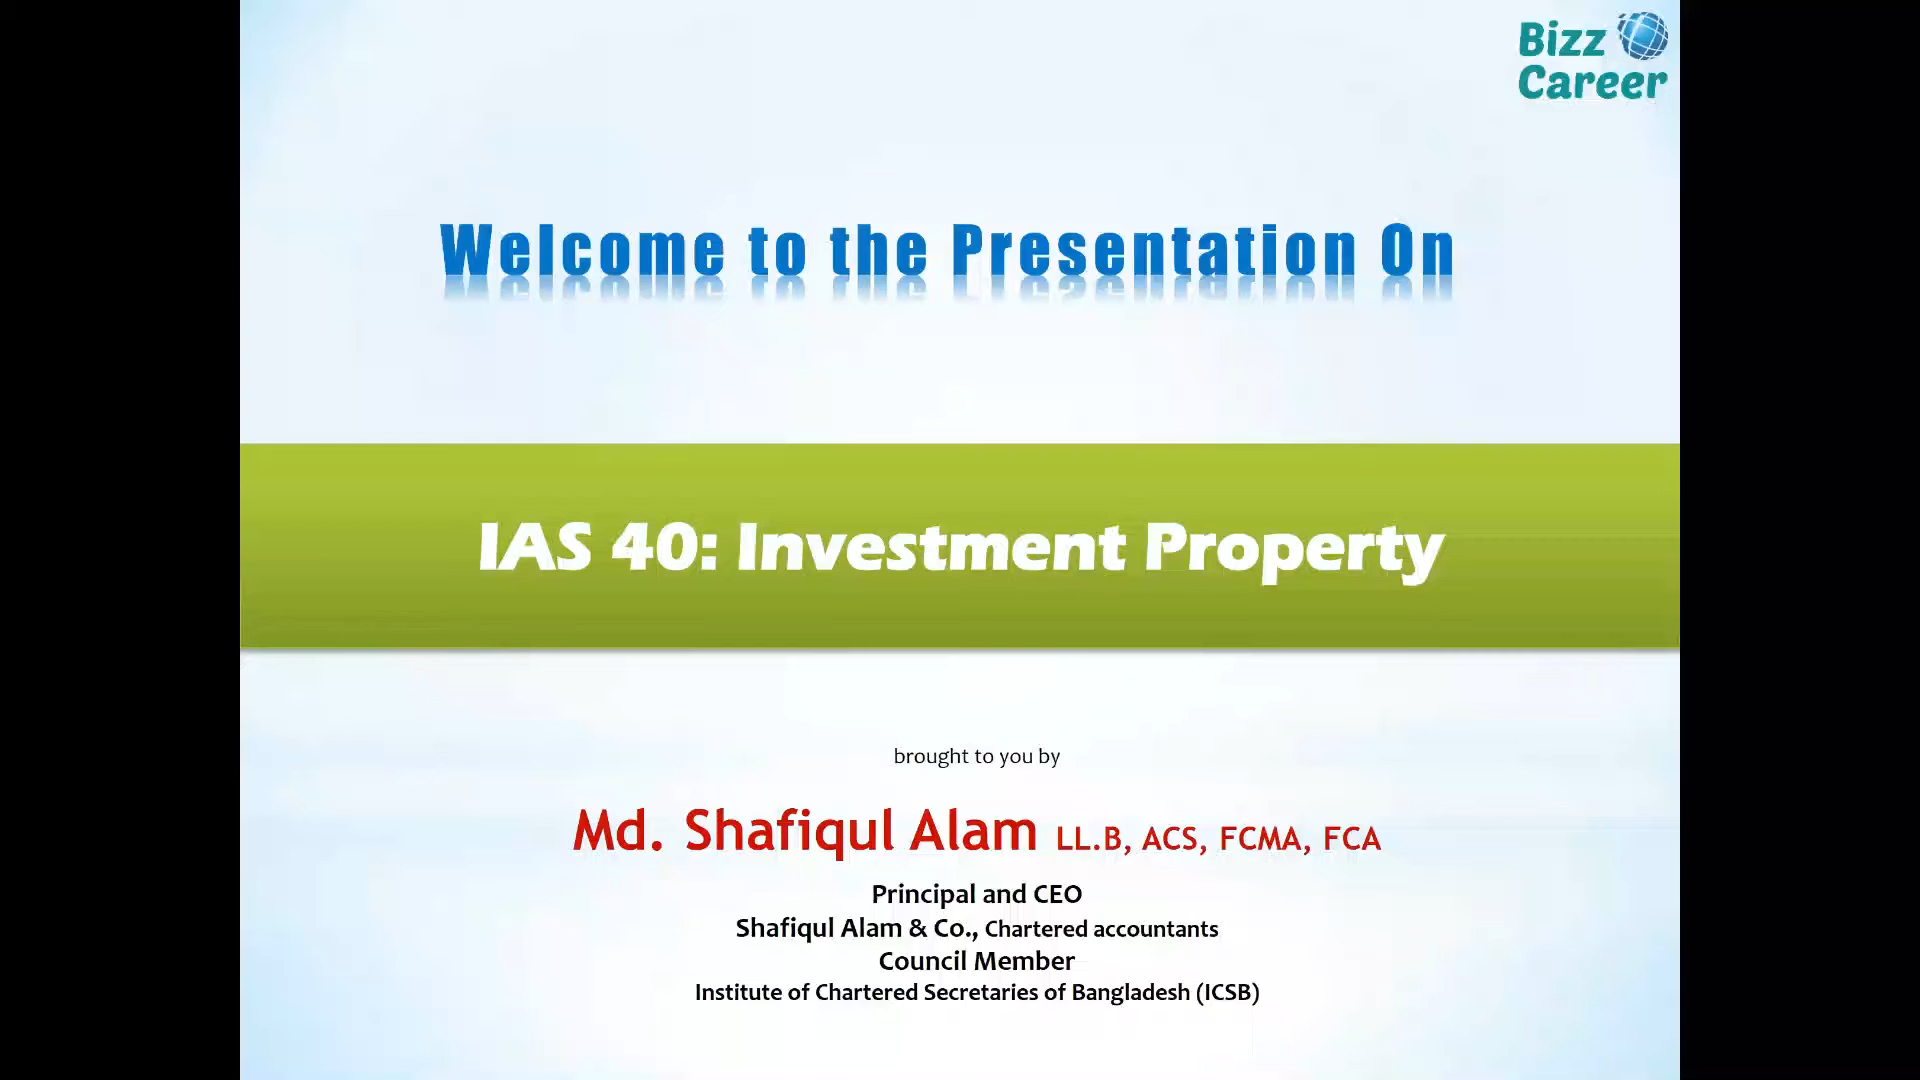 Bizz
Career
Welcome to the Presentation On
IAS 40: Investment Property
brought to you by
Md. Shafiqul Alam LL.B, ACS, FCMA, FCA
Principal and CEO
Shafiqul Alam & Co., Chartered accountants
Council Member
Institute of Chartered Secretaries of Bangladesh (ICSB)